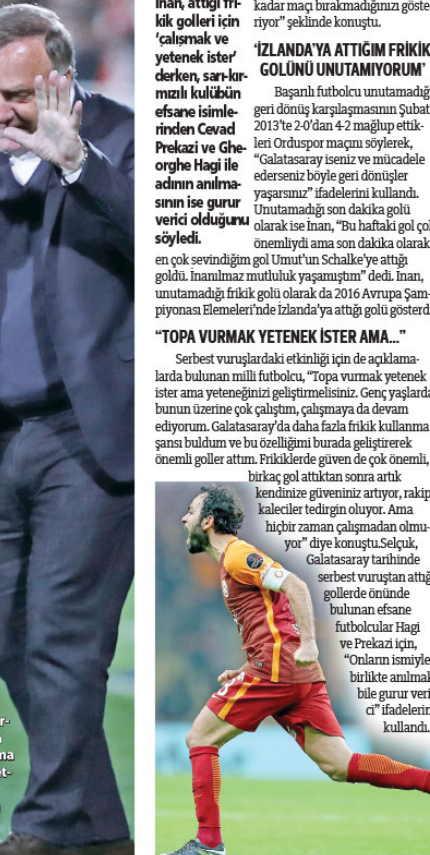 İnan, attığı fri-
kik golleri için
‘çalışmak ve
yetenek ister’
derken, sarı-kır-
mızılı kulübün
efsane isimle-
rinden Cevad
Prekazi ve Ghe-
orghe Hagi ile
adının anılma-
sının ise gurur
verici olduğunu
söyledi.
kadar maçı bırakmadığınızı göste
riyor” şeklinde konuştu.
‘İZLANDA’YA ATTIĞIM FRİKİK
GOLÜNÜ UNUTAMIYORUM’
Başarılı futbolcu unutamadığ
geri dönüş karşılaşmasının Şubat
2013’te 2-0’dan 4-2 mağlup ettik-
leri Orduspor maçını söylerek,
“Galatasaray iseniz ve mücadele
ederseniz böyle geri dönüşler
yaşarsınız” ifadelerini kullandı.
Unutamadığı son dakika golü
olarak ise İnan, “Bu haftaki gol çok
önemliydi ama son dakika olarak
en çok sevindiğim gol Umut’un Schalke’ye attığı
goldü. İnanılmaz mutluluk yaşamıştım” dedi. İnan,
unutamadığı frikik golü olarak da 2016 Avrupa Şam-
piyonası Elemeleri’nde İzlanda’ya attığı golü gösterd
“TOPA VURMAK YETENEK İSTER AMA...”
Serbest vuruşlardaki etkinliği için de açıklama-
larda bulunan milli futbolcu, “Topa vurmak yetenek
ister ama yeteneğinizi geliştirmelisiniz. Genç yaşlarda
bunun üzerine çok çalıştım, çalışmaya da devam
ediyorum. Galatasaray’da daha fazla frikik kullanma
şansı buldum ve bu özelliğimi burada geliştirerek
önemli goller attım. Frikiklerde güven de çok önemli,
birkaç gol attıktan sonra artık
kendinize güveniniz artıyor, rakip
kaleciler tedirgin oluyor. Ama
hiçbir zaman çalışmadan olmu-
yor” diye konuştu.Selçuk,
Galatasaray tarihinde
serbest vuruştan attığ
gollerde önünde
bulunan efsane
futbolcular Hagi
ve Prekazi için,
“Onların ismiyle
birlikte anılmak
bile gurur veri
ci” ifadelerin
kullandı.